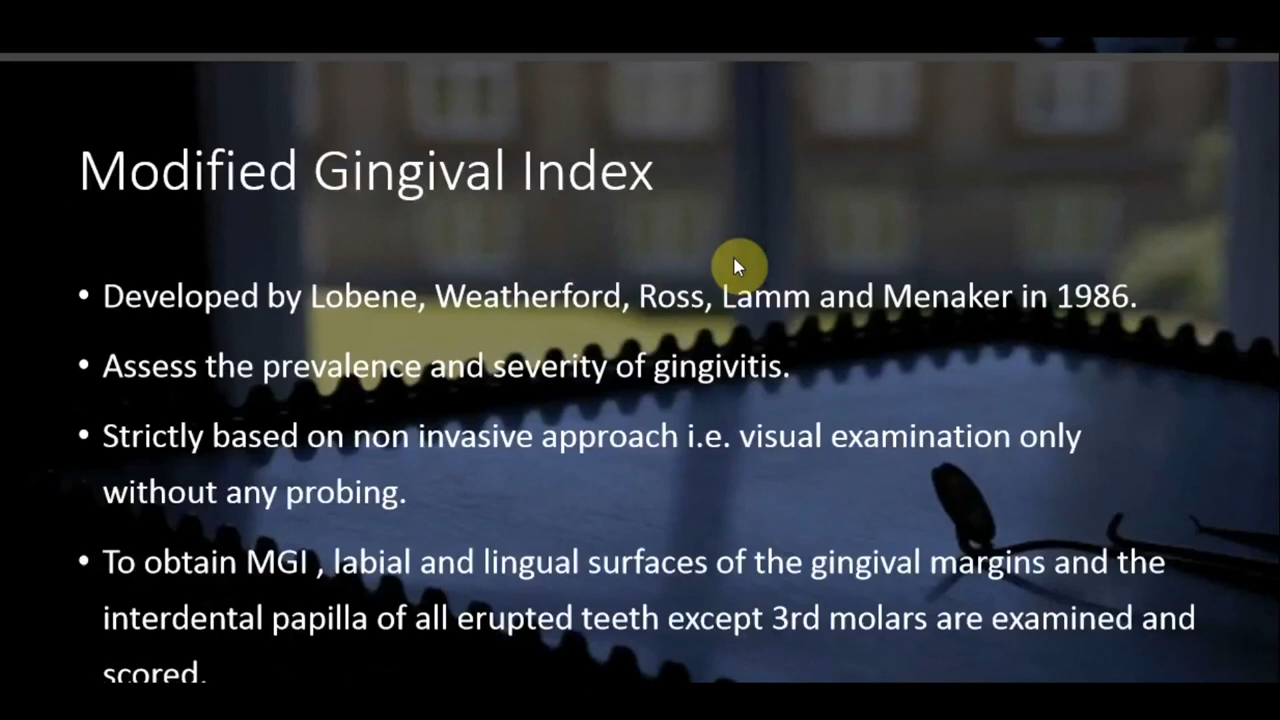 Modified Gingival Index
• Developed by Lobene, Weatherford, Ross, Lamm and Menaker in 1986.
• Assess the prevalence and severity of gingivitis.
• Strictly based on non invasive approach i.e. visual examination only
without any probing.
• To obtain MGI , labial and lingual surfaces of the gingival margins and the
interdental papilla of all erupted teeth except 3rd molars are examined and
scored.